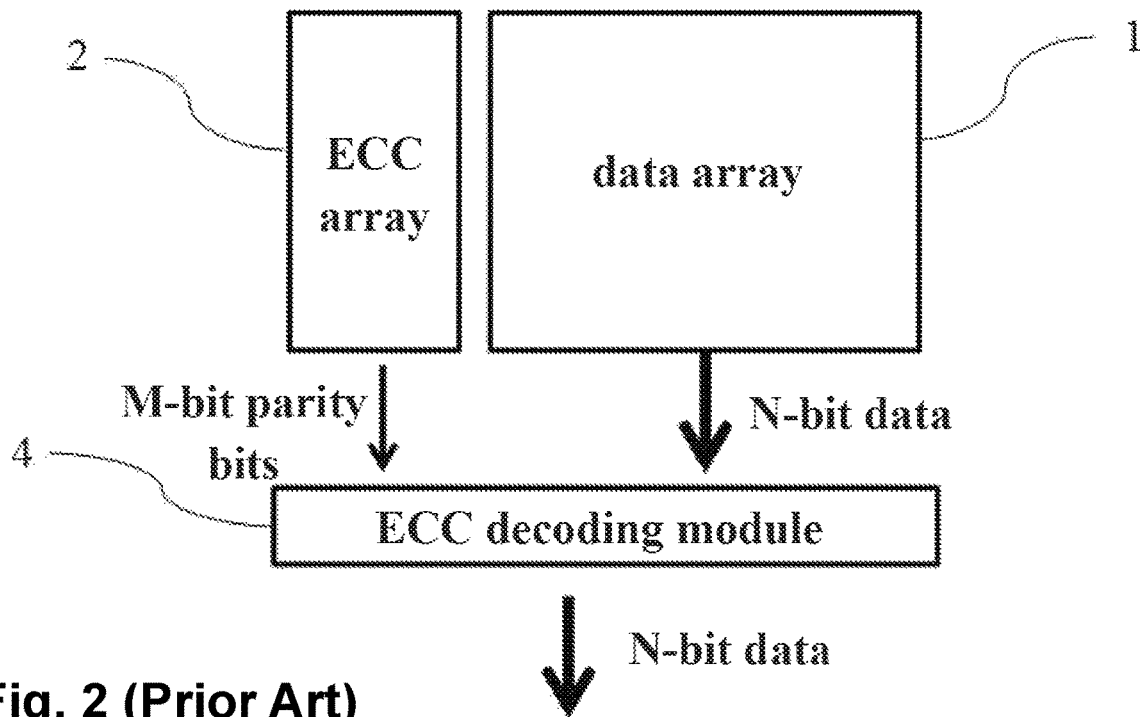 2
1
ECC
array
data array
M-bit parity
bits
N-bit data
4
ECC decoding module
N-bit data
Fig. 2 (Prior Art)